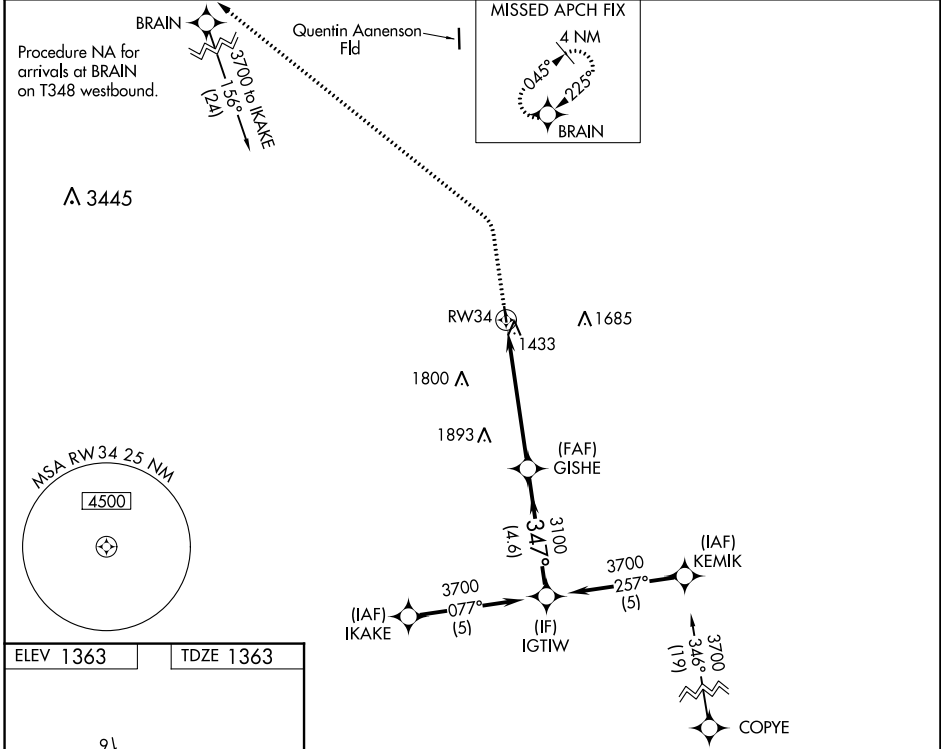 BRAIN
Procedure NA for
arrivals at BRAIN
on T348 westbound.
3700 to IKAKE
156°
(24)
Quentin Aanenson
Fld
MISSED APCH FIX
4 NM
045°
225°
BRAIN
3445
RW34
1433
1685
1800
1893
(FAF)
GISHE
MSA RW 34 25 NM
4500
3100
347°
(4.6)
(IAF)
KEMIK
3700
257°
(5)
3700
077°
(5)
(IAF)
IKAKE
(IF)
IGTIW
3700
346°
(19)
COPYE
ELEV 1363
TDZE 1363